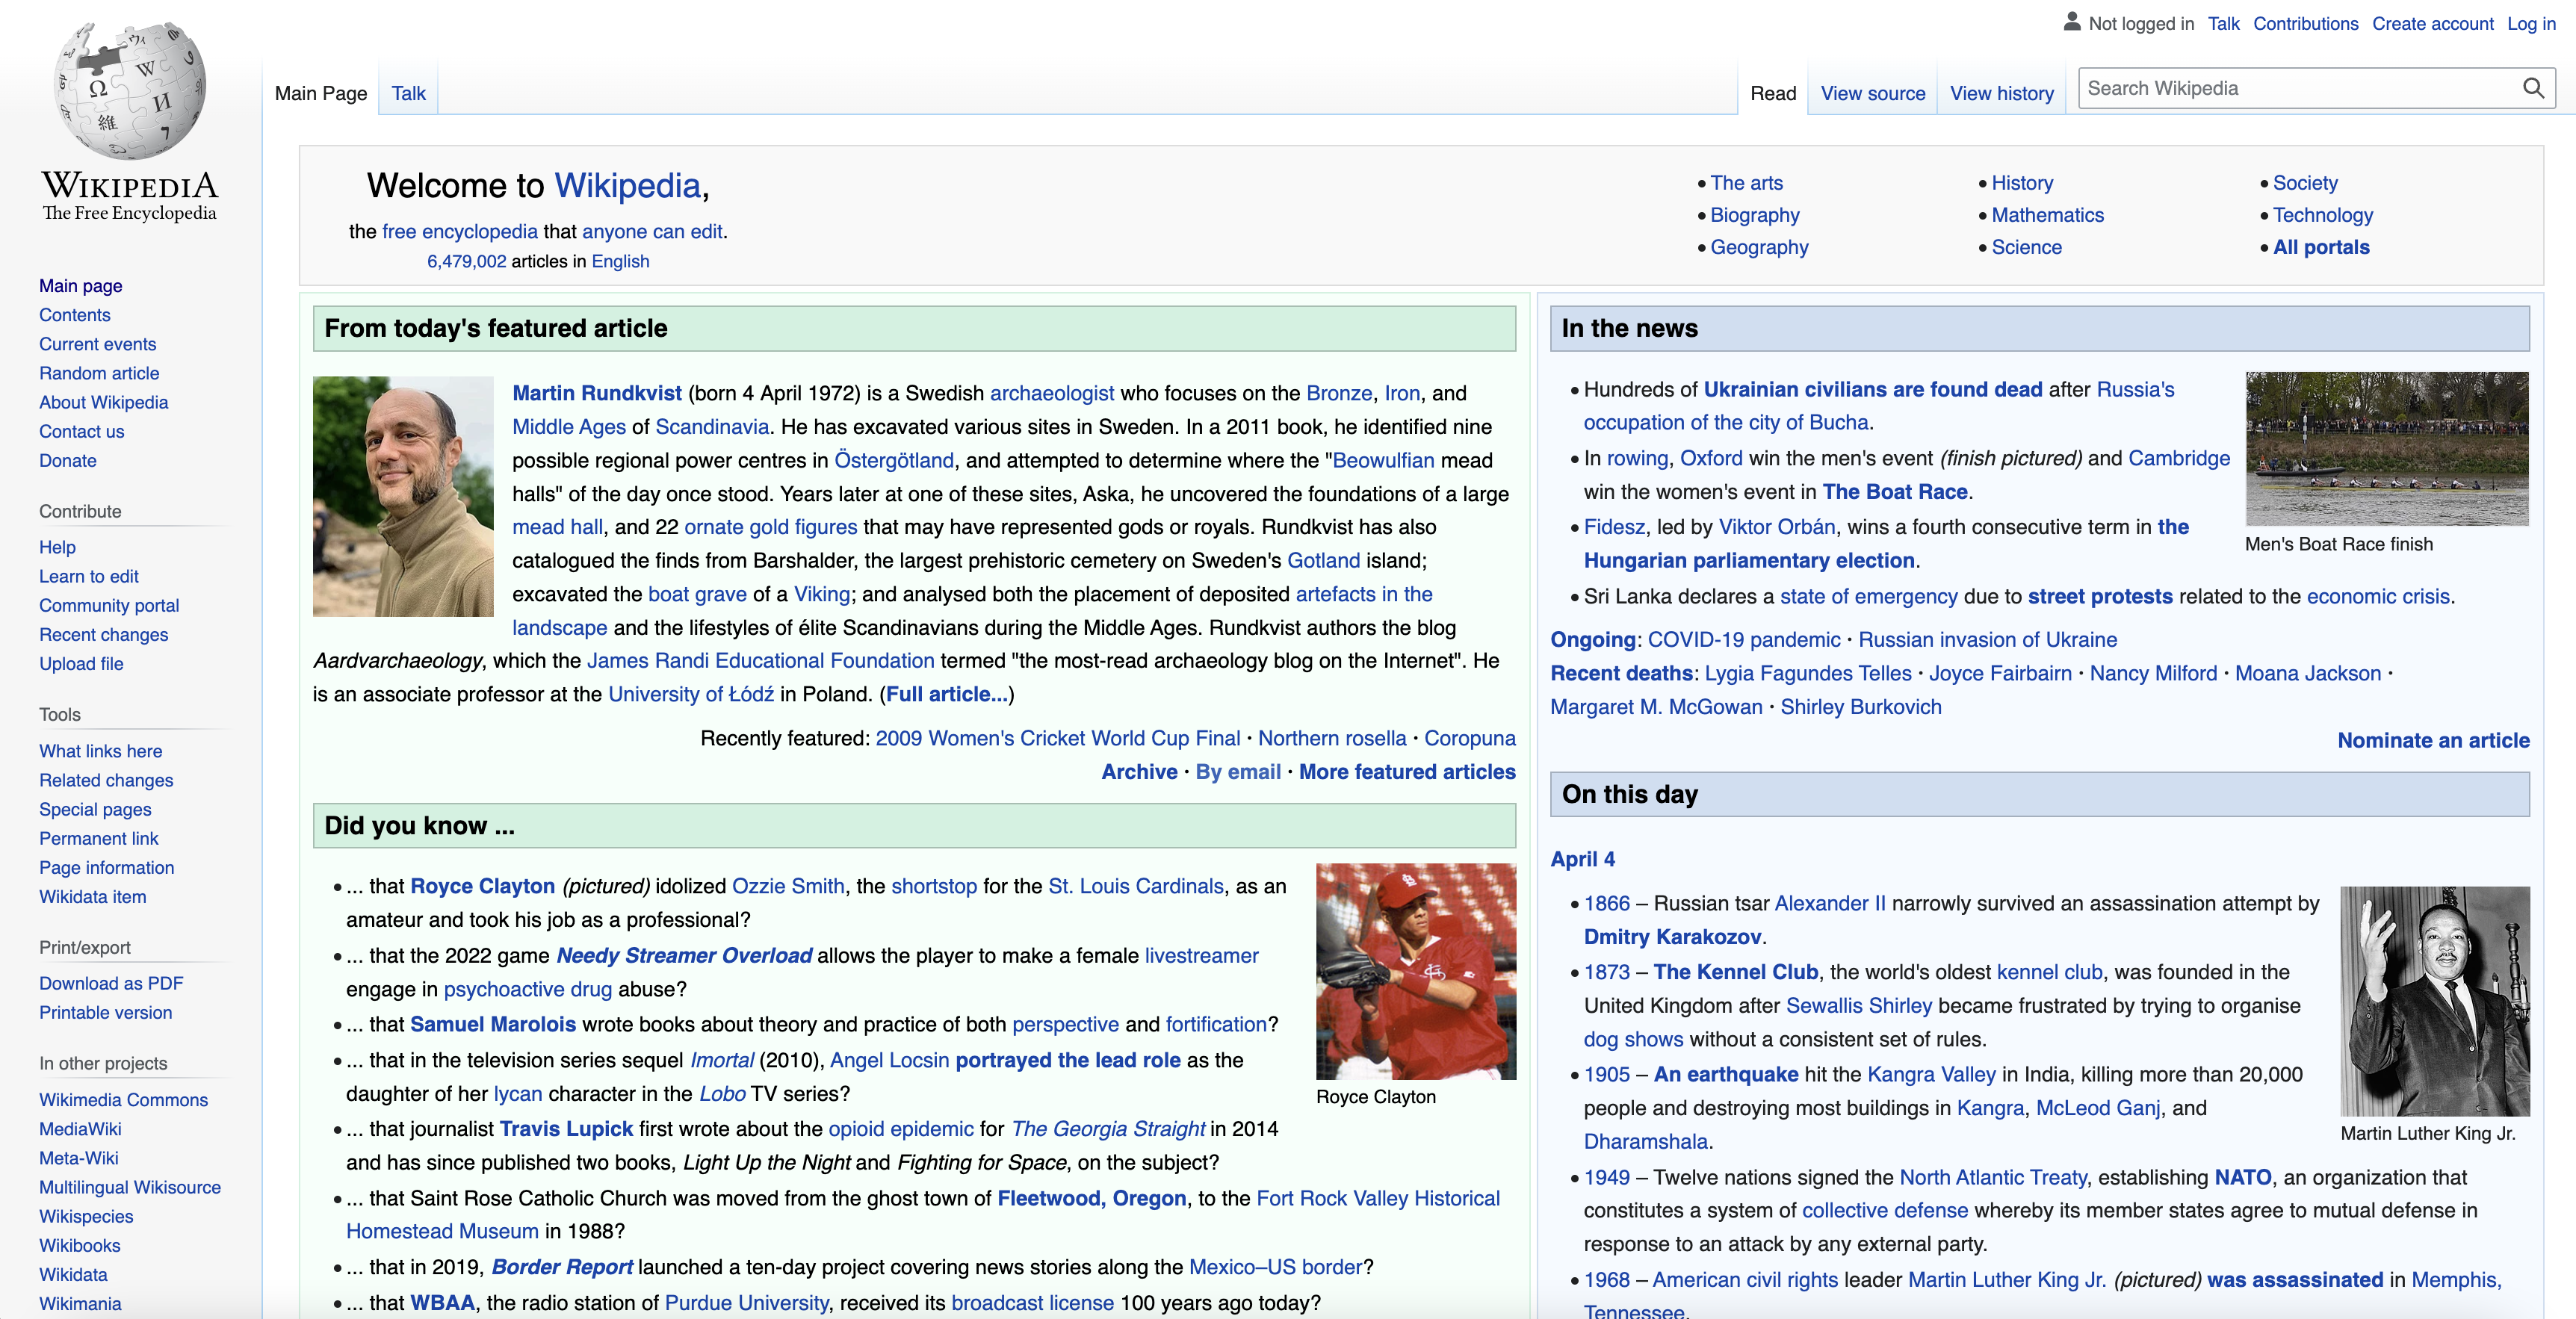 WIKIPEDIA
The Free Encyclopedia
Main page
Contents
Current events
Random article
About Wikipedia
Contact us
Donate
Contribute
Help
Learn to edit
Community portal
Recent changes
Upload file
Tools
What links here
Related changes
Special pages
Permanent link
Page information
Wikidata item
Print/export
Download as PDF
Printable version
In other projects
Wikimedia Commons
MediaWiki
Meta-Wiki
Multilingual Wikisource
Wikispecies
Wikibooks
Wikidata
Wikimania
Not logged in Talk Contributions Create account Log in
Main Page Talk
Read View source View history Search Wikipedia
Welcome to Wikipedia,
the free encyclopedia that anyone can edit.
6,479,002 articles in English
• The arts
• Biography
• Geography
• History
• Mathematics
• Science
• Society
• Technology
• All portals
From today's featured article
Martin Rundkvist (born 4 April 1972) is a Swedish archaeologist who focuses on the Bronze, Iron, and
Middle Ages of Scandinavia. He has excavated various sites in Sweden. In a 2011 book, he identified nine
possible regional power centres in Östergötland, and attempted to determine where the "Beowulfian mead
halls" of the day once stood. Years later at one of these sites, Aska, he uncovered the foundations of a large
mead hall, and 22 ornate gold figures that may have represented gods or royals. Rundkvist has also
catalogued the finds from Barshalder, the largest prehistoric cemetery on Sweden's Gotland island;
excavated the boat grave of a Viking; and analysed both the placement of deposited artefacts in the
landscape and the lifestyles of élite Scandinavians during the Middle Ages. Rundkvist authors the blog
Aardvarchaeology, which the James Randi Educational Foundation termed "the most-read archaeology blog on the Internet". He
is an associate professor at the University of Łódź in Poland. (Full article...)
Recently featured: 2009 Women's Cricket World Cup Final · Northern rosella · Coropuna
Archive · By email · More featured articles
Did you know ...
• ... that Royce Clayton (pictured) idolized Ozzie Smith, the shortstop for the St. Louis Cardinals, as an
amateur and took his job as a professional?
• ... that the 2022 game Needy Streamer Overload allows the player to make a female livestreamer
engage in psychoactive drug abuse?
• ... that Samuel Marolois wrote books about theory and practice of both perspective and fortification?
• ... that in the television series sequel Imortal (2010), Angel Locsin portrayed the lead role as the
daughter of her lycan character in the Lobo TV series?
• ... that journalist Travis Lupick first wrote about the opioid epidemic for The Georgia Straight in 2014
and has since published two books, Light Up the Night and Fighting for Space, on the subject?
• ... that Saint Rose Catholic Church was moved from the ghost town of Fleetwood, Oregon, to the Fort Rock Valley Historical
Homestead Museum in 1988?
• ... that in 2019, Border Report launched a ten-day project covering news stories along the Mexico–US border?
• ... that WBAA, the radio station of Purdue University, received its broadcast license 100 years ago today?
Royce Clayton
In the news
• Hundreds of Ukrainian civilians are found dead after Russia's
occupation of the city of Bucha.
• In rowing, Oxford win the men's event (finish pictured) and Cambridge
win the women's event in The Boat Race.
• Fidesz, led by Viktor Orbán, wins a fourth consecutive term in the
Hungarian parliamentary election.
• Sri Lanka declares a state of emergency due to street protests related to the economic crisis.
Men's Boat Race finish
Ongoing: COVID-19 pandemic · Russian invasion of Ukraine
Recent deaths: Lygia Fagundes Telles · Joyce Fairbairn · Nancy Milford · Moana Jackson ·
Margaret M. McGowan · Shirley Burkovich
Nominate an article
On this day
April 4
• 1866 – Russian tsar Alexander II narrowly survived an assassination attempt by
Dmitry Karakozov.
• 1873 – The Kennel Club, the world's oldest kennel club, was founded in the
United Kingdom after Sewallis Shirley became frustrated by trying to organise
dog shows without a consistent set of rules.
• 1905 – An earthquake hit the Kangra Valley in India, killing more than 20,000
people and destroying most buildings in Kangra, McLeod Ganj, and
Dharamshala.
• 1949 – Twelve nations signed the North Atlantic Treaty, establishing NATO, an organization that
constitutes a system of collective defense whereby its member states agree to mutual defense in
response to an attack by any external party.
• 1968 – American civil rights leader Martin Luther King Jr. (pictured) was assassinated in Memphis,
Tennessee.
Martin Luther King Jr.